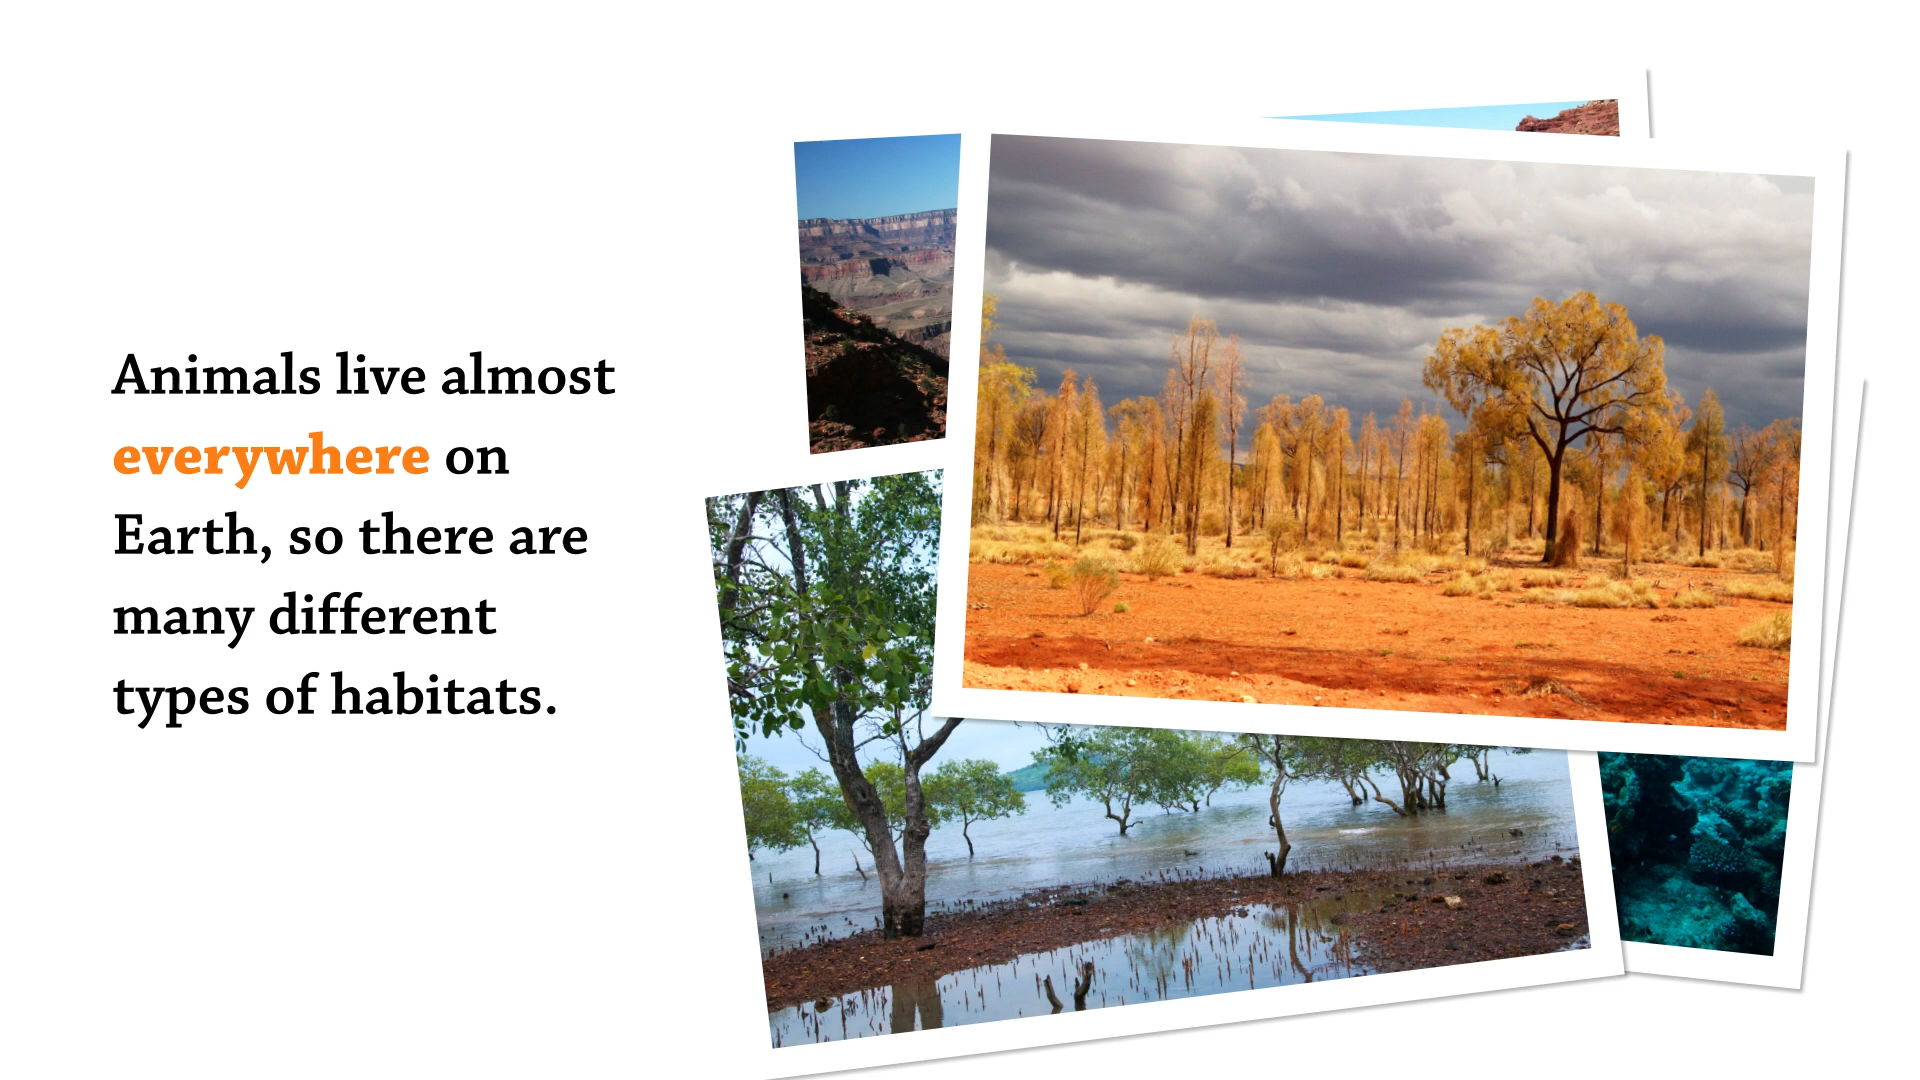 Animals live almost
everywhere on
Earth, so there are
many different
types of habitats.